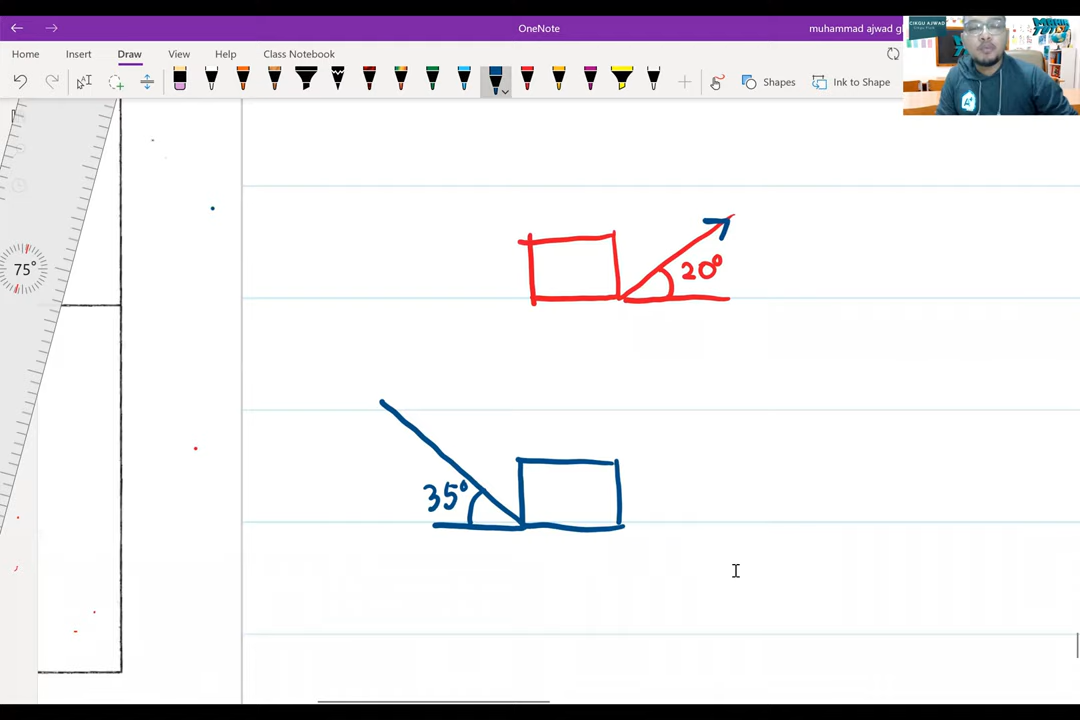 OneNote
muhammad ajwad g
CIKGU AJWAD
Home Insert Draw View Help Class Notebook
Shapes Ink to Shape
75°
20°
35°